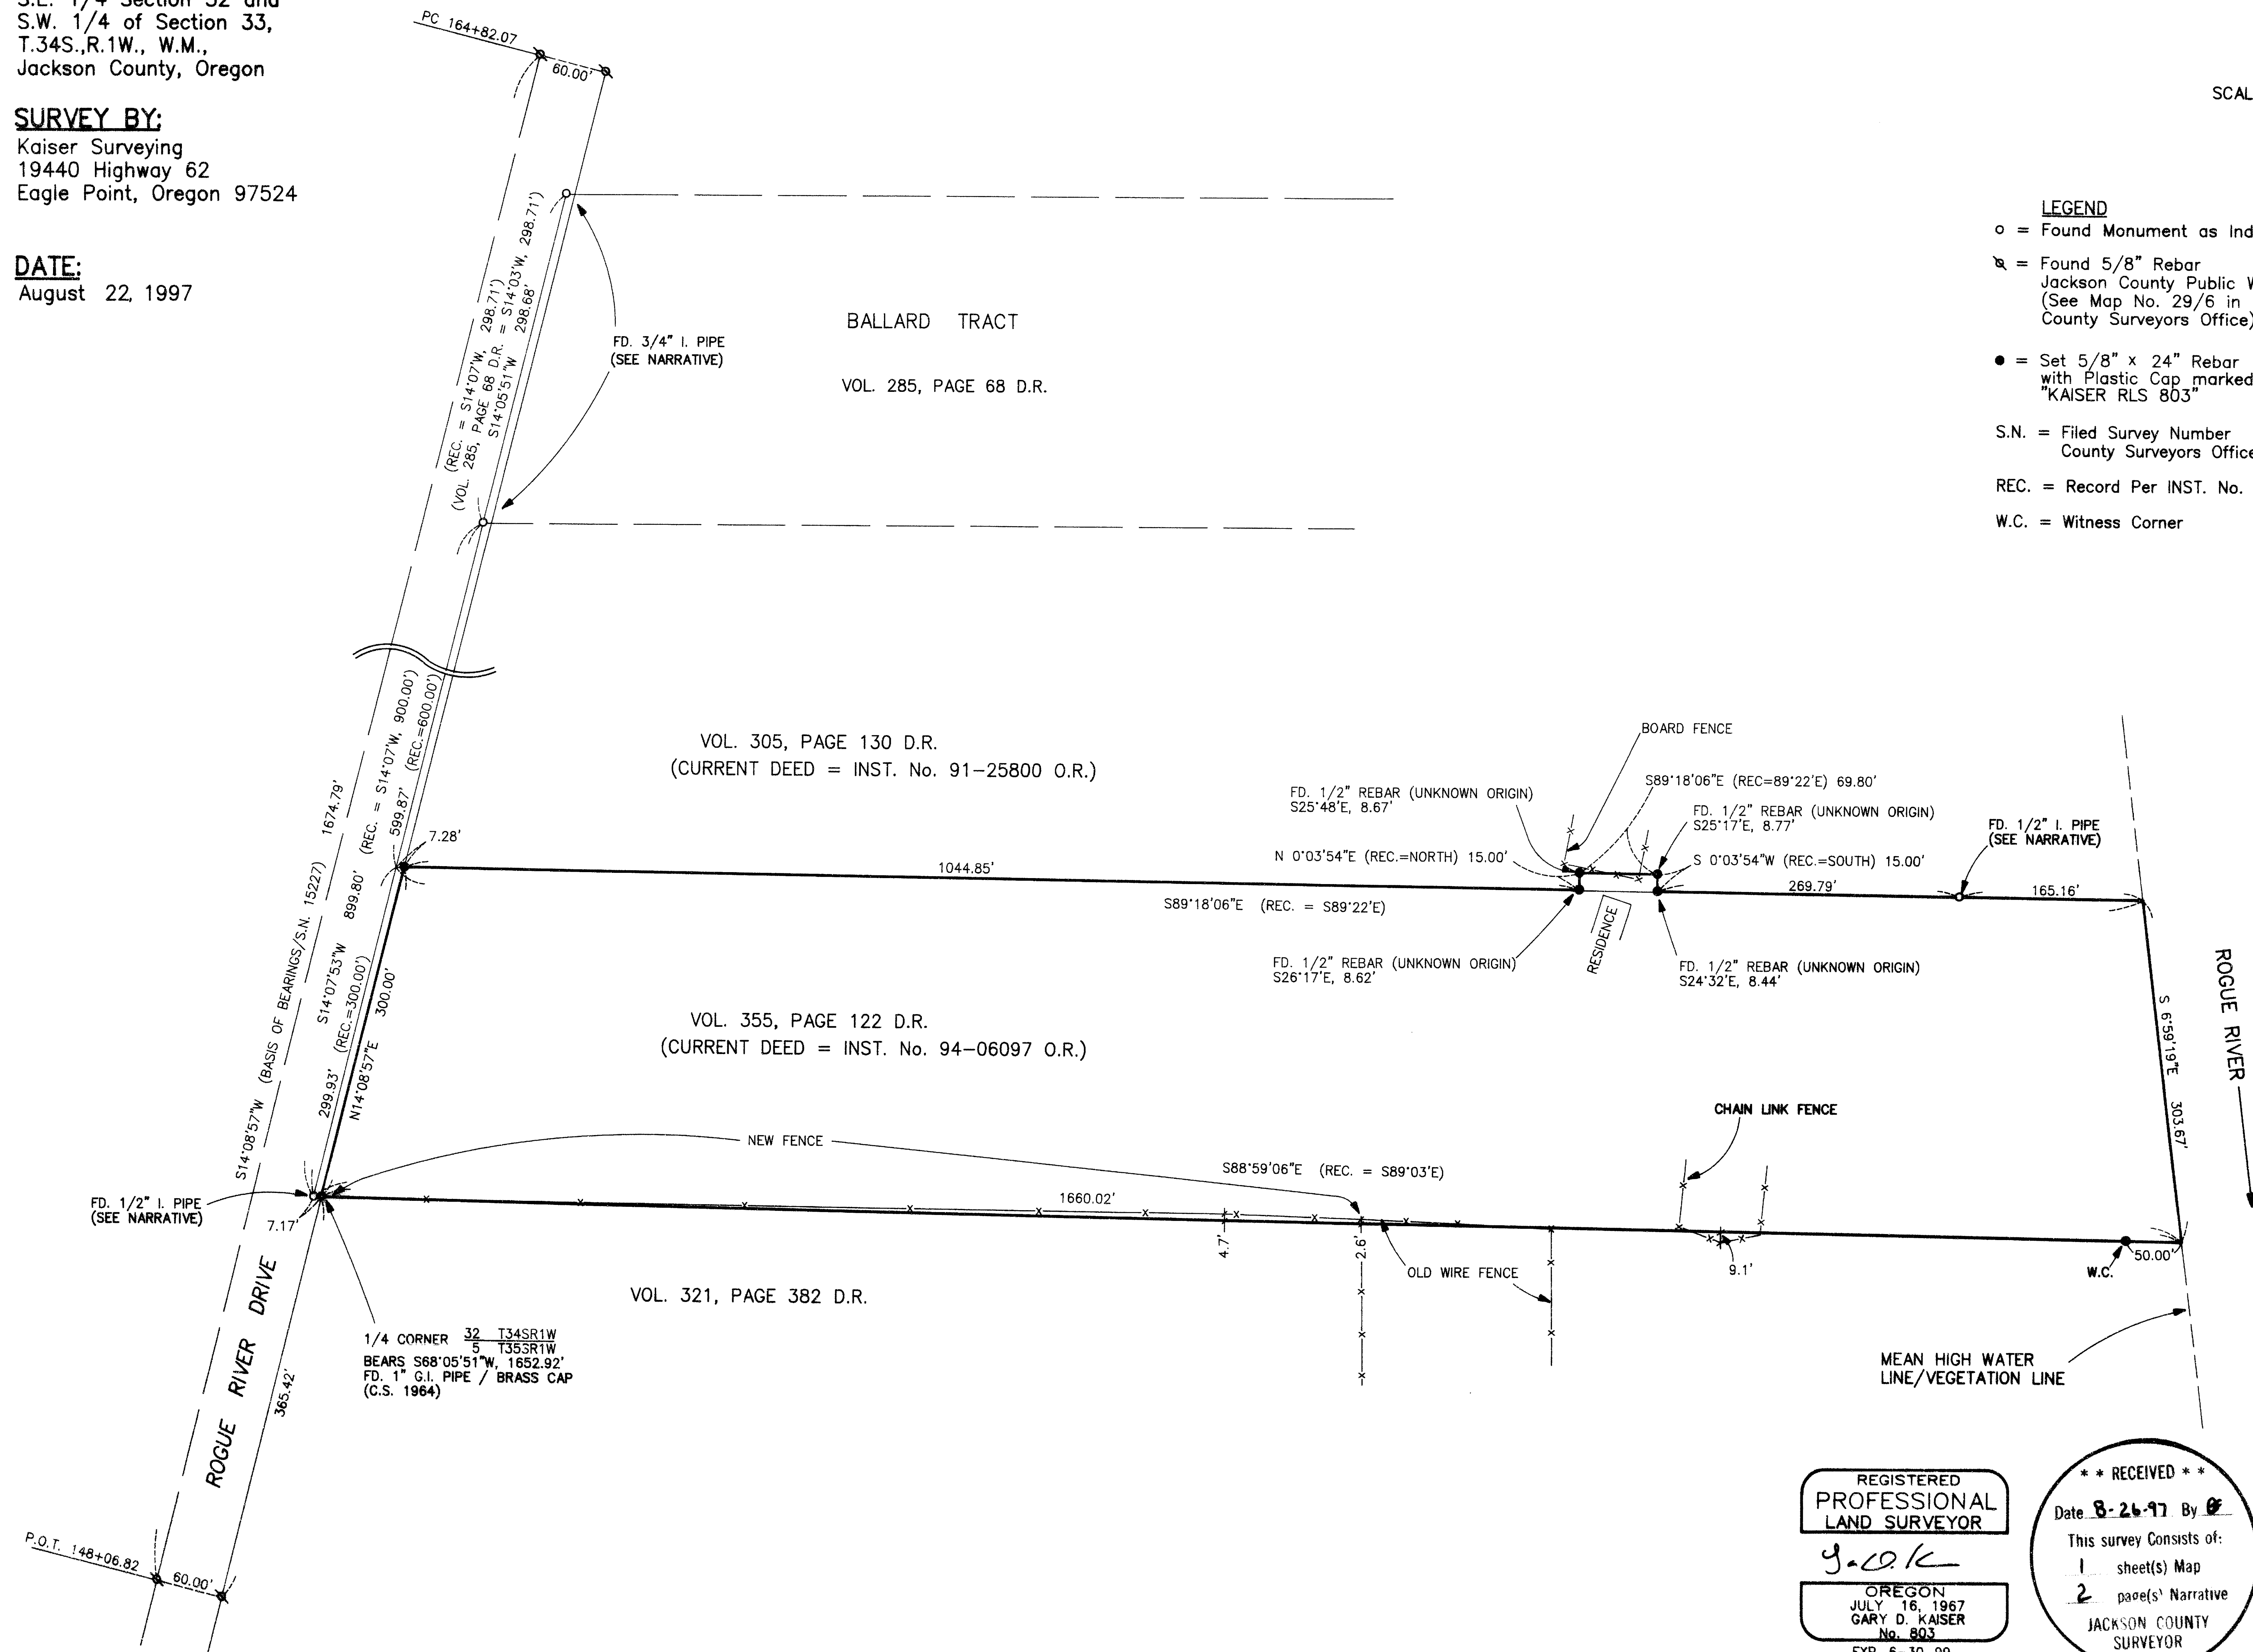 S.E. 1/4 Section 32 and
S.W. 1/4 of Section 33,
T.34S.,R.1W., W.M.,
Jackson County, Oregon
SURVEY BY:
Kaiser Surveying
19440 Highway 62
Eagle Point, Oregon 97524
DATE:
August 22, 1997
PC 164+82.07
60.00'
SCAL
LEGEND
o = Found Monument as Ind
= Found 5/8" Rebar
Jackson County Public W
(See Map No. 29/6 in
County Surveyors Office)
● = Set 5/8" x 24" Rebar
with Plastic Cap marked
"KAISER RLS 803"
S.N. = Filed Survey Number
County Surveyors Office
REC. = Record Per INST. No.
W.C. = Witness Corner
(REC. = S14°07'W, 298.71')
(VOL. 285, PAGE 68 D.R. = S14°03'W, 298.71')
S14°05'51"W 298.68'
FD. 3/4" I. PIPE
(SEE NARRATIVE)
BALLARD TRACT
VOL. 285, PAGE 68 D.R.
S14°08'57"W (BASIS OF BEARINGS/S.N. 15227) 1674.79'
S14°07'53"W 899.80' (REC. = S14°07'W, 900.00')
599.87' (REC.=600.00')
299.93' (REC.=300.00')
N14°08'57"E 300.00'
7.28'
VOL. 305, PAGE 130 D.R.
(CURRENT DEED = INST. No. 91-25800 O.R.)
BOARD FENCE
S89°18'06"E (REC=89°22'E) 69.80'
FD. 1/2" REBAR (UNKNOWN ORIGIN)
S25°48'E, 8.67'
FD. 1/2" REBAR (UNKNOWN ORIGIN)
S25°17'E, 8.77'
FD. 1/2" I. PIPE
(SEE NARRATIVE)
N 0°03'54"E (REC.=NORTH) 15.00'
S 0°03'54"W (REC.=SOUTH) 15.00'
1044.85'
269.79'
165.16'
S89°18'06"E (REC. = S89°22'E)
RESIDENCE
FD. 1/2" REBAR (UNKNOWN ORIGIN)
S26°17'E, 8.62'
FD. 1/2" REBAR (UNKNOWN ORIGIN)
S24°32'E, 8.44'
S 6°59'19"E 303.67'
ROGUE RIVER
VOL. 355, PAGE 122 D.R.
(CURRENT DEED = INST. No. 94-06097 O.R.)
CHAIN LINK FENCE
NEW FENCE
S88°59'06"E (REC. = S89°03'E)
1660.02'
FD. 1/2" I. PIPE
(SEE NARRATIVE)
7.17'
4.7'
2.6'
OLD WIRE FENCE
9.1'
W.C.
50.00'
VOL. 321, PAGE 382 D.R.
ROGUE RIVER DRIVE
365.42'
1/4 CORNER 32 T34SR1W
5 T35SR1W
BEARS S68°05'51"W, 1652.92'
FD. 1" G.I. PIPE / BRASS CAP
(C.S. 1964)
MEAN HIGH WATER
LINE/VEGETATION LINE
P.O.T. 148+06.82
60.00'
REGISTERED
PROFESSIONAL
LAND SURVEYOR
OREGON
JULY 16, 1967
GARY D. KAISER
No. 803
EXP. 6-30-99
* * RECEIVED * *
Date 8-26-97 By
This survey Consists of:
1 sheet(s) Map
2 page(s) Narrative
JACKSON COUNTY
SURVEYOR